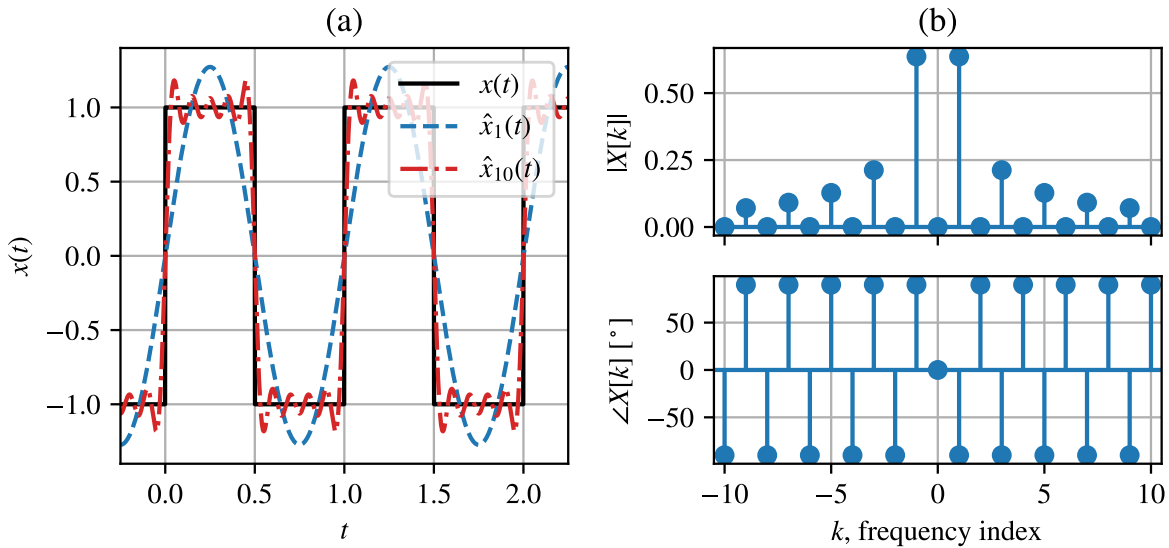 (a)
x(t)
x̂₁(t)
x̂₁₀(t)
1.0
0.5
0.0
−0.5
−1.0
x(t)
0.0 0.5 1.0 1.5 2.0
t
(b)
|X[k]|
0.50
0.25
0.00
∠X[k] [°]
50
0
−50
−10 −5 0 5 10
k, frequency index